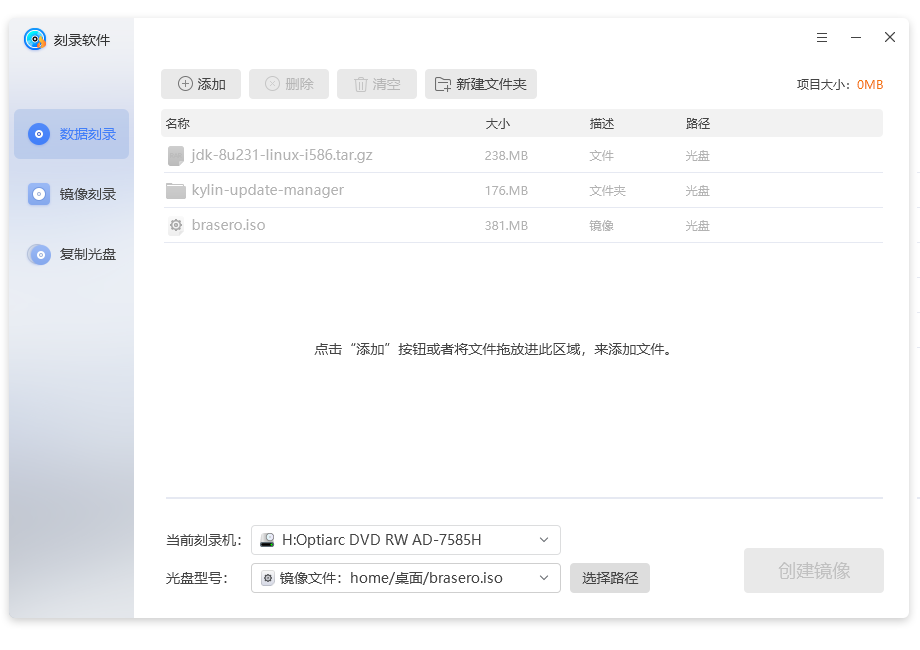 刻录软件
添加 删除 清空 新建文件夹 项目大小：0MB
名称 大小 描述 路径
数据刻录
jdk-8u231-linux-i586.tar.gz 238.MB 文件 光盘
kylin-update-manager 176.MB 文件夹 光盘
镜像刻录
brasero.iso 381.MB 镜像 光盘
复制光盘
点击“添加”按钮或者将文件拖放进此区域，来添加文件。
当前刻录机： H:Optiarc DVD RW AD-7585H
光盘型号： 镜像文件：home/桌面/brasero.iso 选择路径
创建镜像